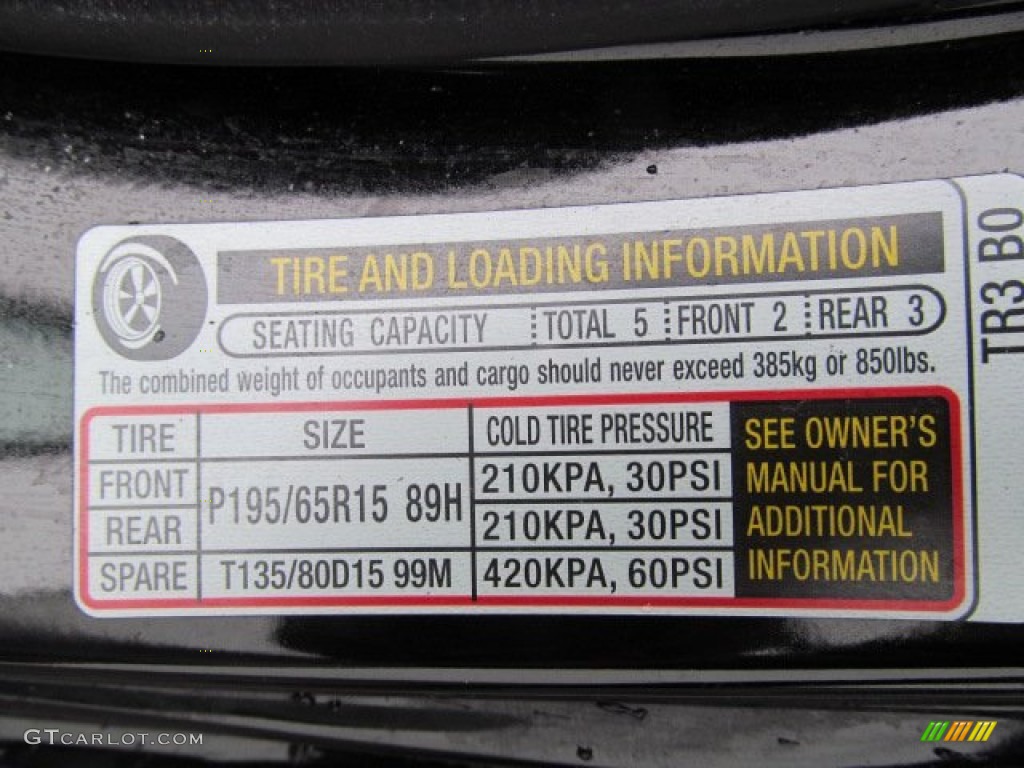 TIRE AND LOADING INFORMATION
SEATING CAPACITY TOTAL 5 FRONT 2 REAR 3
The combined weight of occupants and cargo should never exceed 385kg or 850lbs.
TIRE SIZE COLD TIRE PRESSURE
FRONT P195/65R15 89H 210KPA, 30PSI
REAR 210KPA, 30PSI
SPARE T135/80D15 99M 420KPA, 60PSI
SEE OWNER'S
MANUAL FOR
ADDITIONAL
INFORMATION
TR3 B0
GTCARLOT.COM